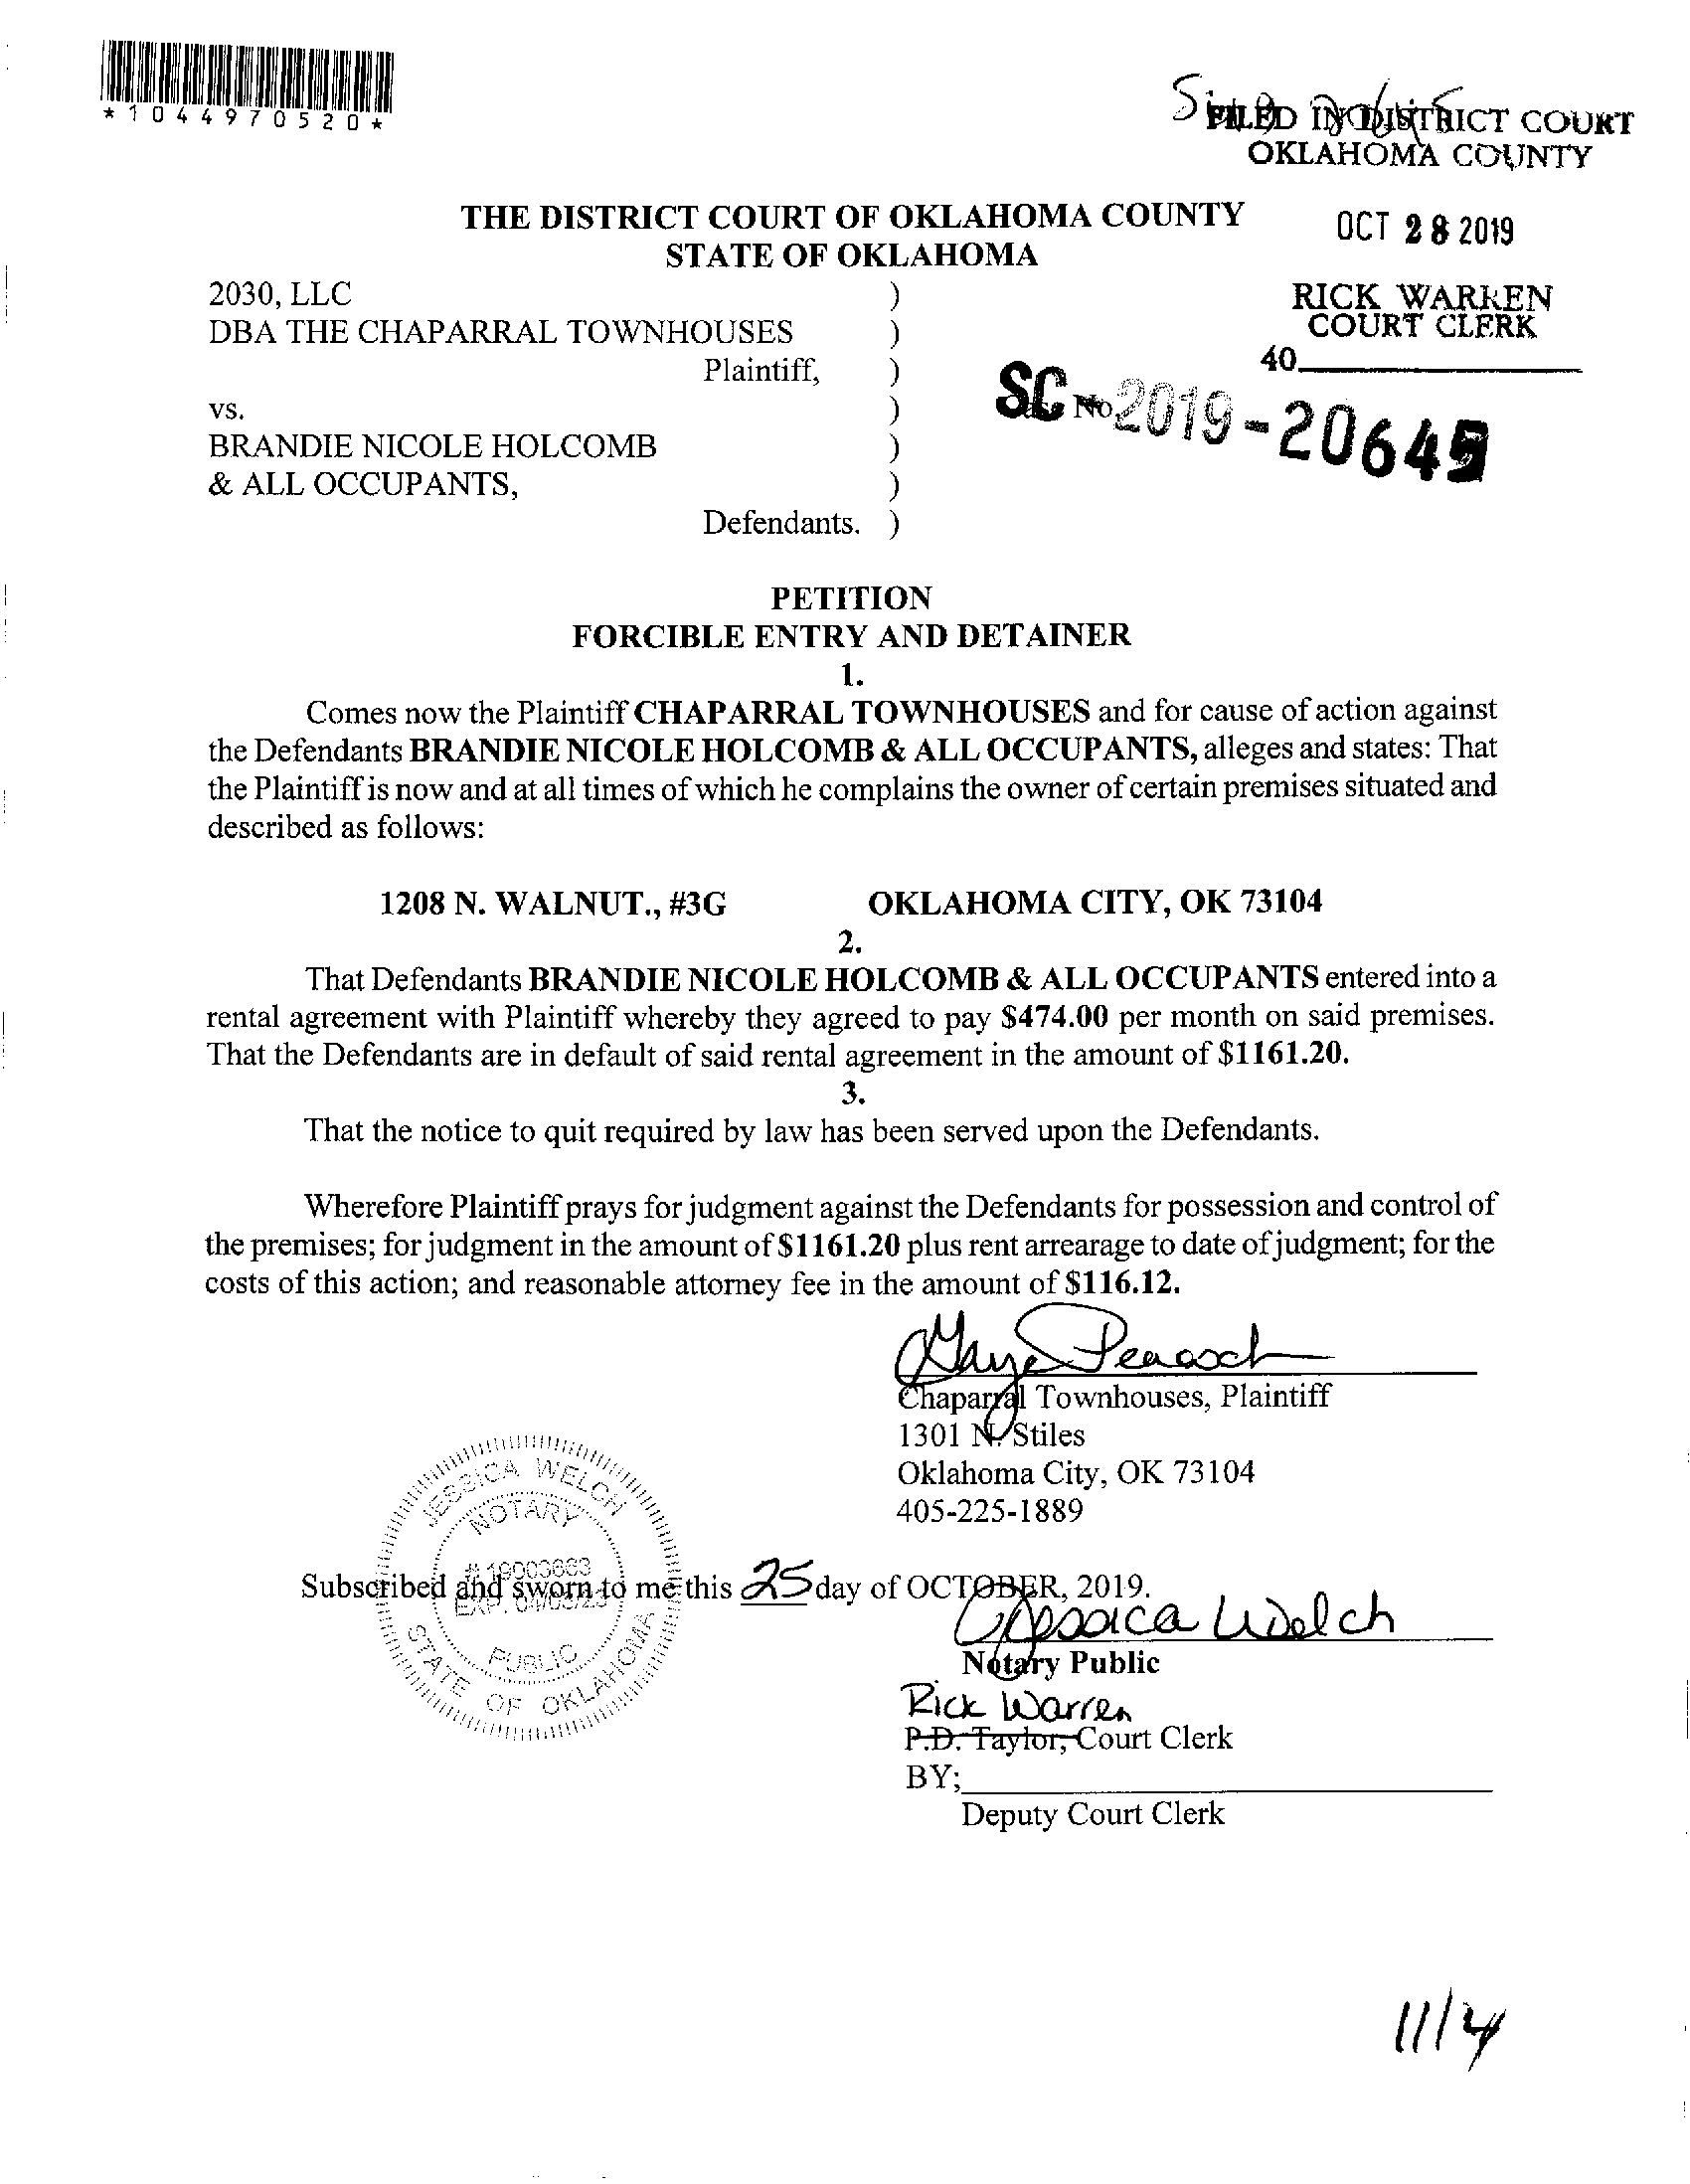 *1044970520*
FILED IN DISTRICT COURT
OKLAHOMA COUNTY
OCT 28 2019
RICK WARREN
COURT CLERK
40
THE DISTRICT COURT OF OKLAHOMA COUNTY
STATE OF OKLAHOMA
2030, LLC )
DBA THE CHAPARRAL TOWNHOUSES )
Plaintiff, )
vs. )
BRANDIE NICOLE HOLCOMB )
& ALL OCCUPANTS, )
Defendants. )
SC No. 2019-20645
PETITION
FORCIBLE ENTRY AND DETAINER
1.
Comes now the Plaintiff CHAPARRAL TOWNHOUSES and for cause of action against
the Defendants BRANDIE NICOLE HOLCOMB & ALL OCCUPANTS, alleges and states: That
the Plaintiff is now and at all times of which he complains the owner of certain premises situated and
described as follows:
1208 N. WALNUT., #3G OKLAHOMA CITY, OK 73104
2.
That Defendants BRANDIE NICOLE HOLCOMB & ALL OCCUPANTS entered into a
rental agreement with Plaintiff whereby they agreed to pay $474.00 per month on said premises.
That the Defendants are in default of said rental agreement in the amount of $1161.20.
3.
That the notice to quit required by law has been served upon the Defendants.
Wherefore Plaintiff prays for judgment against the Defendants for possession and control of
the premises; for judgment in the amount of $1161.20 plus rent arrearage to date of judgment; for the
costs of this action; and reasonable attorney fee in the amount of $116.12.
Chaparral Townhouses, Plaintiff
1301 N. Stiles
Oklahoma City, OK 73104
405-225-1889
JESSICA WELCH
NOTARY
PUBLIC
STATE OF OKLAHOMA
Subscribed and sworn to me this 25 day of OCTOBER, 2019.
Jessica Welch
Notary Public
Rick Warren
P.D. Taylor, Court Clerk
BY;
Deputy Court Clerk
11/4